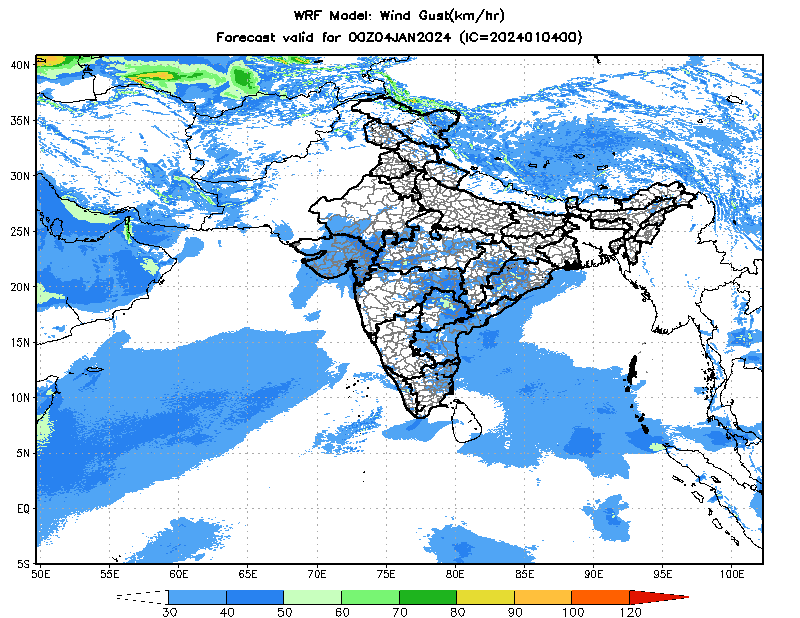 WRF Model: Wind Gust(km/hr)
Forecast valid for 00Z04JAN2024 (IC=2024010400)
40N
35N
30N
25N
20N
15N
10N
5N
EQ
5S
50E 55E 60E 65E 70E 75E 80E 85E 90E 95E 100E
30 40 50 60 70 80 90 100 120